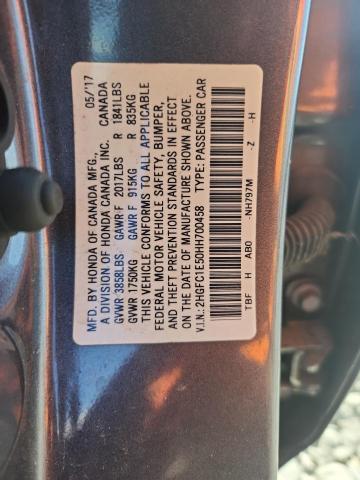 MFD. BY HONDA OF CANADA MFG., 05/'17
A DIVISION OF HONDA CANADA INC. CANADA
GVWR 3858LBS GAWR F 2017LBS R 1841LBS
GVWR 1750KG GAWR F 915KG R 835KG
THIS VEHICLE CONFORMS TO ALL APPLICABLE
FEDERAL MOTOR VEHICLE SAFETY, BUMPER,
AND THEFT PREVENTION STANDARDS IN EFFECT
ON THE DATE OF MANUFACTURE SHOWN ABOVE.
V.I.N.: 2HGFC1E50HH700458 TYPE: PASSENGER CAR
TBF H AB0 -NH797M -Z -H